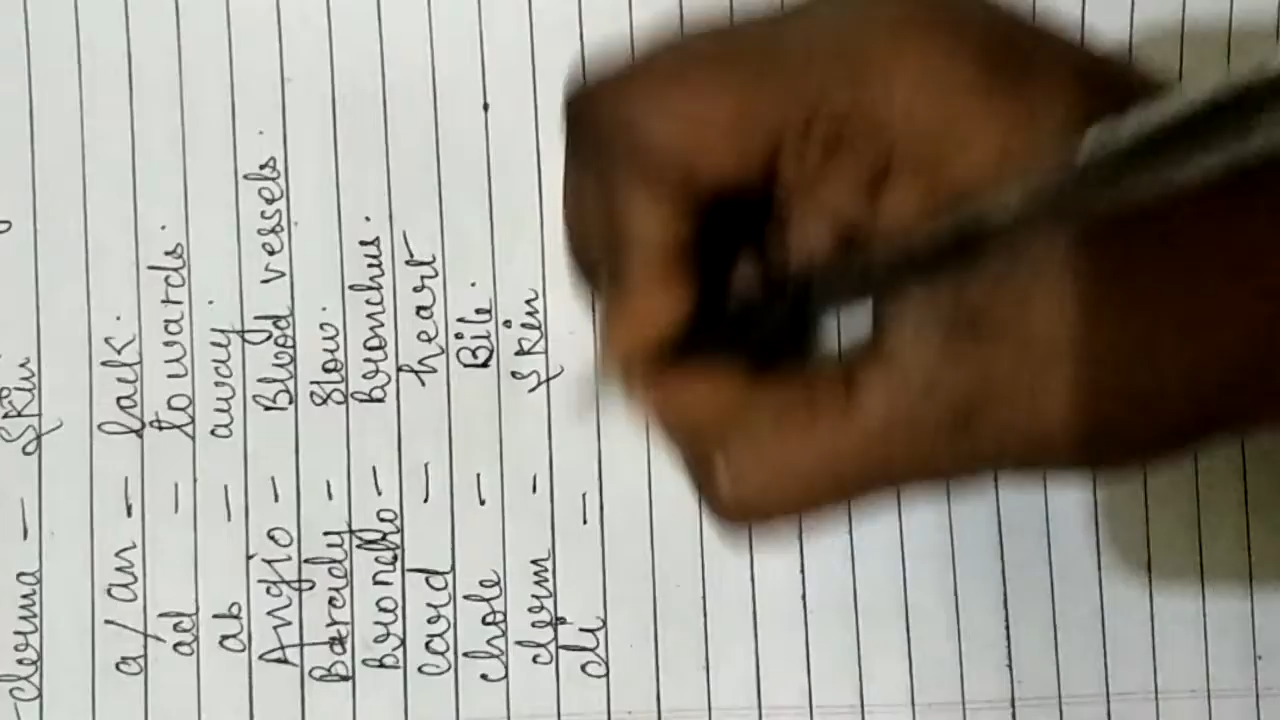 -derma - Skin
a/an - lack.
ad - towards.
ab - away.
Angio - Blood vessels.
Barcidy - Slow.
Broncho - bronchus.
card - heart
chole - Bile.
derm - Skin
di -